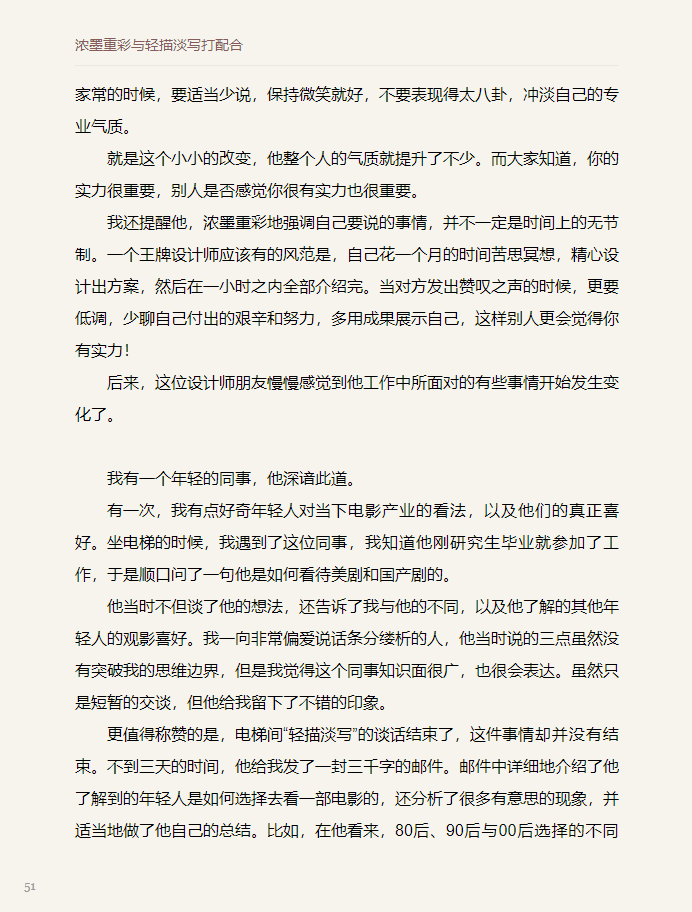 浓墨重彩与轻描淡写打配合
家常的时候，要适当少说，保持微笑就好，不要表现得太八卦，冲淡自己的专
业气质。
就是这个小小的改变，他整个人的气质就提升了不少。而大家知道，你的
实力很重要，别人是否感觉你很有实力也很重要。
我还提醒他，浓墨重彩地强调自己要说的事情，并不一定是时间上的无节
制。一个王牌设计师应该有的风范是，自己花一个月的时间苦思冥想，精心设
计出方案，然后在一小时之内全部介绍完。当对方发出赞叹之声的时候，更要
低调，少聊自己付出的艰辛和努力，多用成果展示自己，这样别人更会觉得你
有实力！
后来，这位设计师朋友慢慢感觉到他工作中所面对的有些事情开始发生变
化了。
我有一个年轻的同事，他深谙此道。
有一次，我有点好奇年轻人对当下电影产业的看法，以及他们的真正喜
好。坐电梯的时候，我遇到了这位同事，我知道他刚研究生毕业就参加了工
作，于是顺口问了一句他是如何看待美剧和国产剧的。
他当时不但谈了他的想法，还告诉了我与他的不同，以及他了解的其他年
轻人的观影喜好。我一向非常偏爱说话条分缕析的人，他当时说的三点虽然没
有突破我的思维边界，但是我觉得这个同事知识面很广，也很会表达。虽然只
是短暂的交谈，但他给我留下了不错的印象。
更值得称赞的是，电梯间“轻描淡写”的谈话结束了，这件事情却并没有结
束。不到三天的时间，他给我发了一封三千字的邮件。邮件中详细地介绍了他
了解到的年轻人是如何选择去看一部电影的，还分析了很多有意思的现象，并
适当地做了他自己的总结。比如，在他看来，80后、90后与00后选择的不同
51